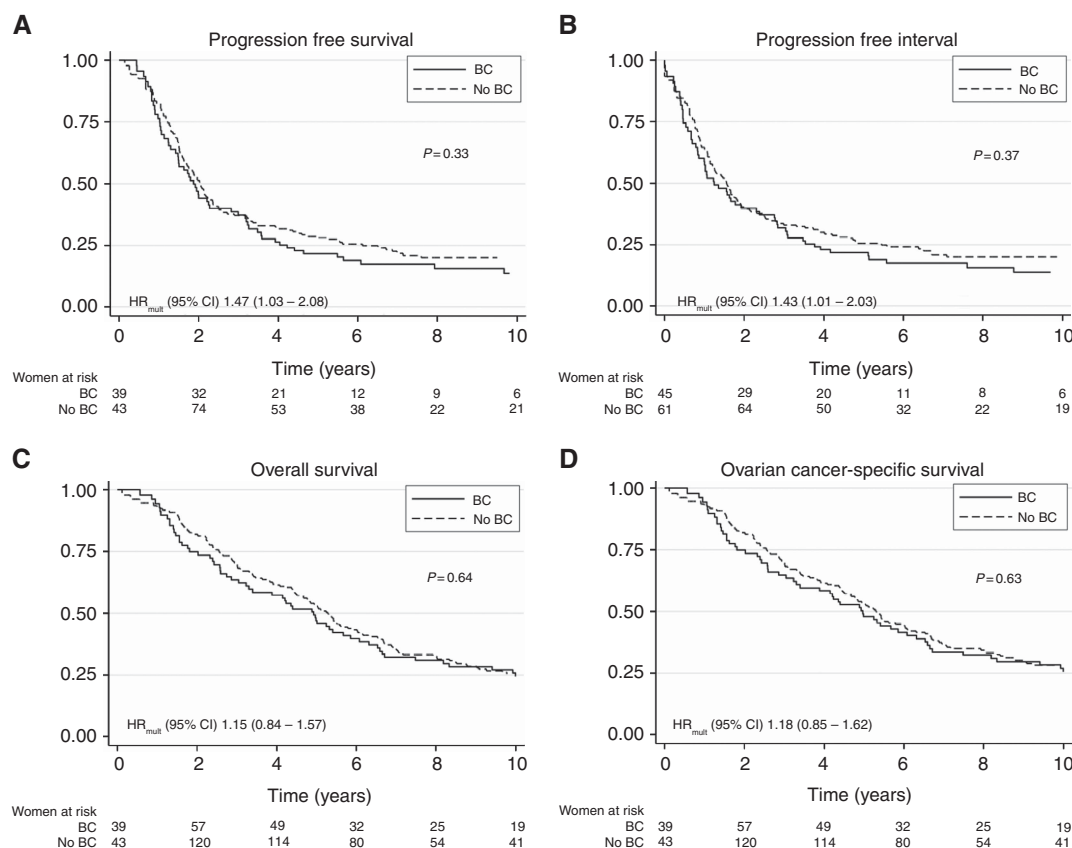 A
Progression free survival
1.00
0.75
0.50
0.25
0.00
BC
No BC
P=0.33
HRmult (95% CI) 1.47 (1.03 – 2.08)
0 2 4 6 8 10
Time (years)
Women at risk
BC 39 32 21 12 9 6
No BC 43 74 53 38 22 21
B
Progression free interval
1.00
0.75
0.50
0.25
0.00
BC
No BC
P=0.37
HRmult (95% CI) 1.43 (1.01 – 2.03)
0 2 4 6 8 10
Time (years)
Women at risk
BC 45 29 20 11 8 6
No BC 61 64 50 32 22 19
C
Overall survival
1.00
0.75
0.50
0.25
0.00
BC
No BC
P=0.64
HRmult (95% CI) 1.15 (0.84 – 1.57)
0 2 4 6 8 10
Time (years)
Women at risk
BC 39 57 49 32 25 19
No BC 43 120 114 80 54 41
D
Ovarian cancer-specific survival
1.00
0.75
0.50
0.25
0.00
BC
No BC
P=0.63
HRmult (95% CI) 1.18 (0.85 – 1.62)
0 2 4 6 8 10
Time (years)
Women at risk
BC 39 57 49 32 25 19
No BC 43 120 114 80 54 41